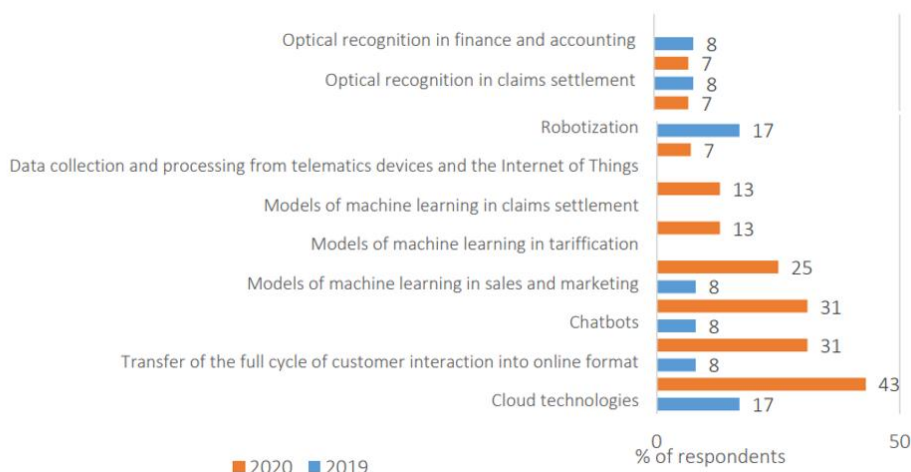 Optical recognition in finance and accounting
8
7
Optical recognition in claims settlement
8
7
Robotization
17
7
Data collection and processing from telematics devices and the Internet of Things
13
Models of machine learning in claims settlement
13
Models of machine learning in tariffication
25
Models of machine learning in sales and marketing
8
31
Chatbots
8
31
Transfer of the full cycle of customer interaction into online format
8
43
Cloud technologies
17
0 50
% of respondents
2020 2019